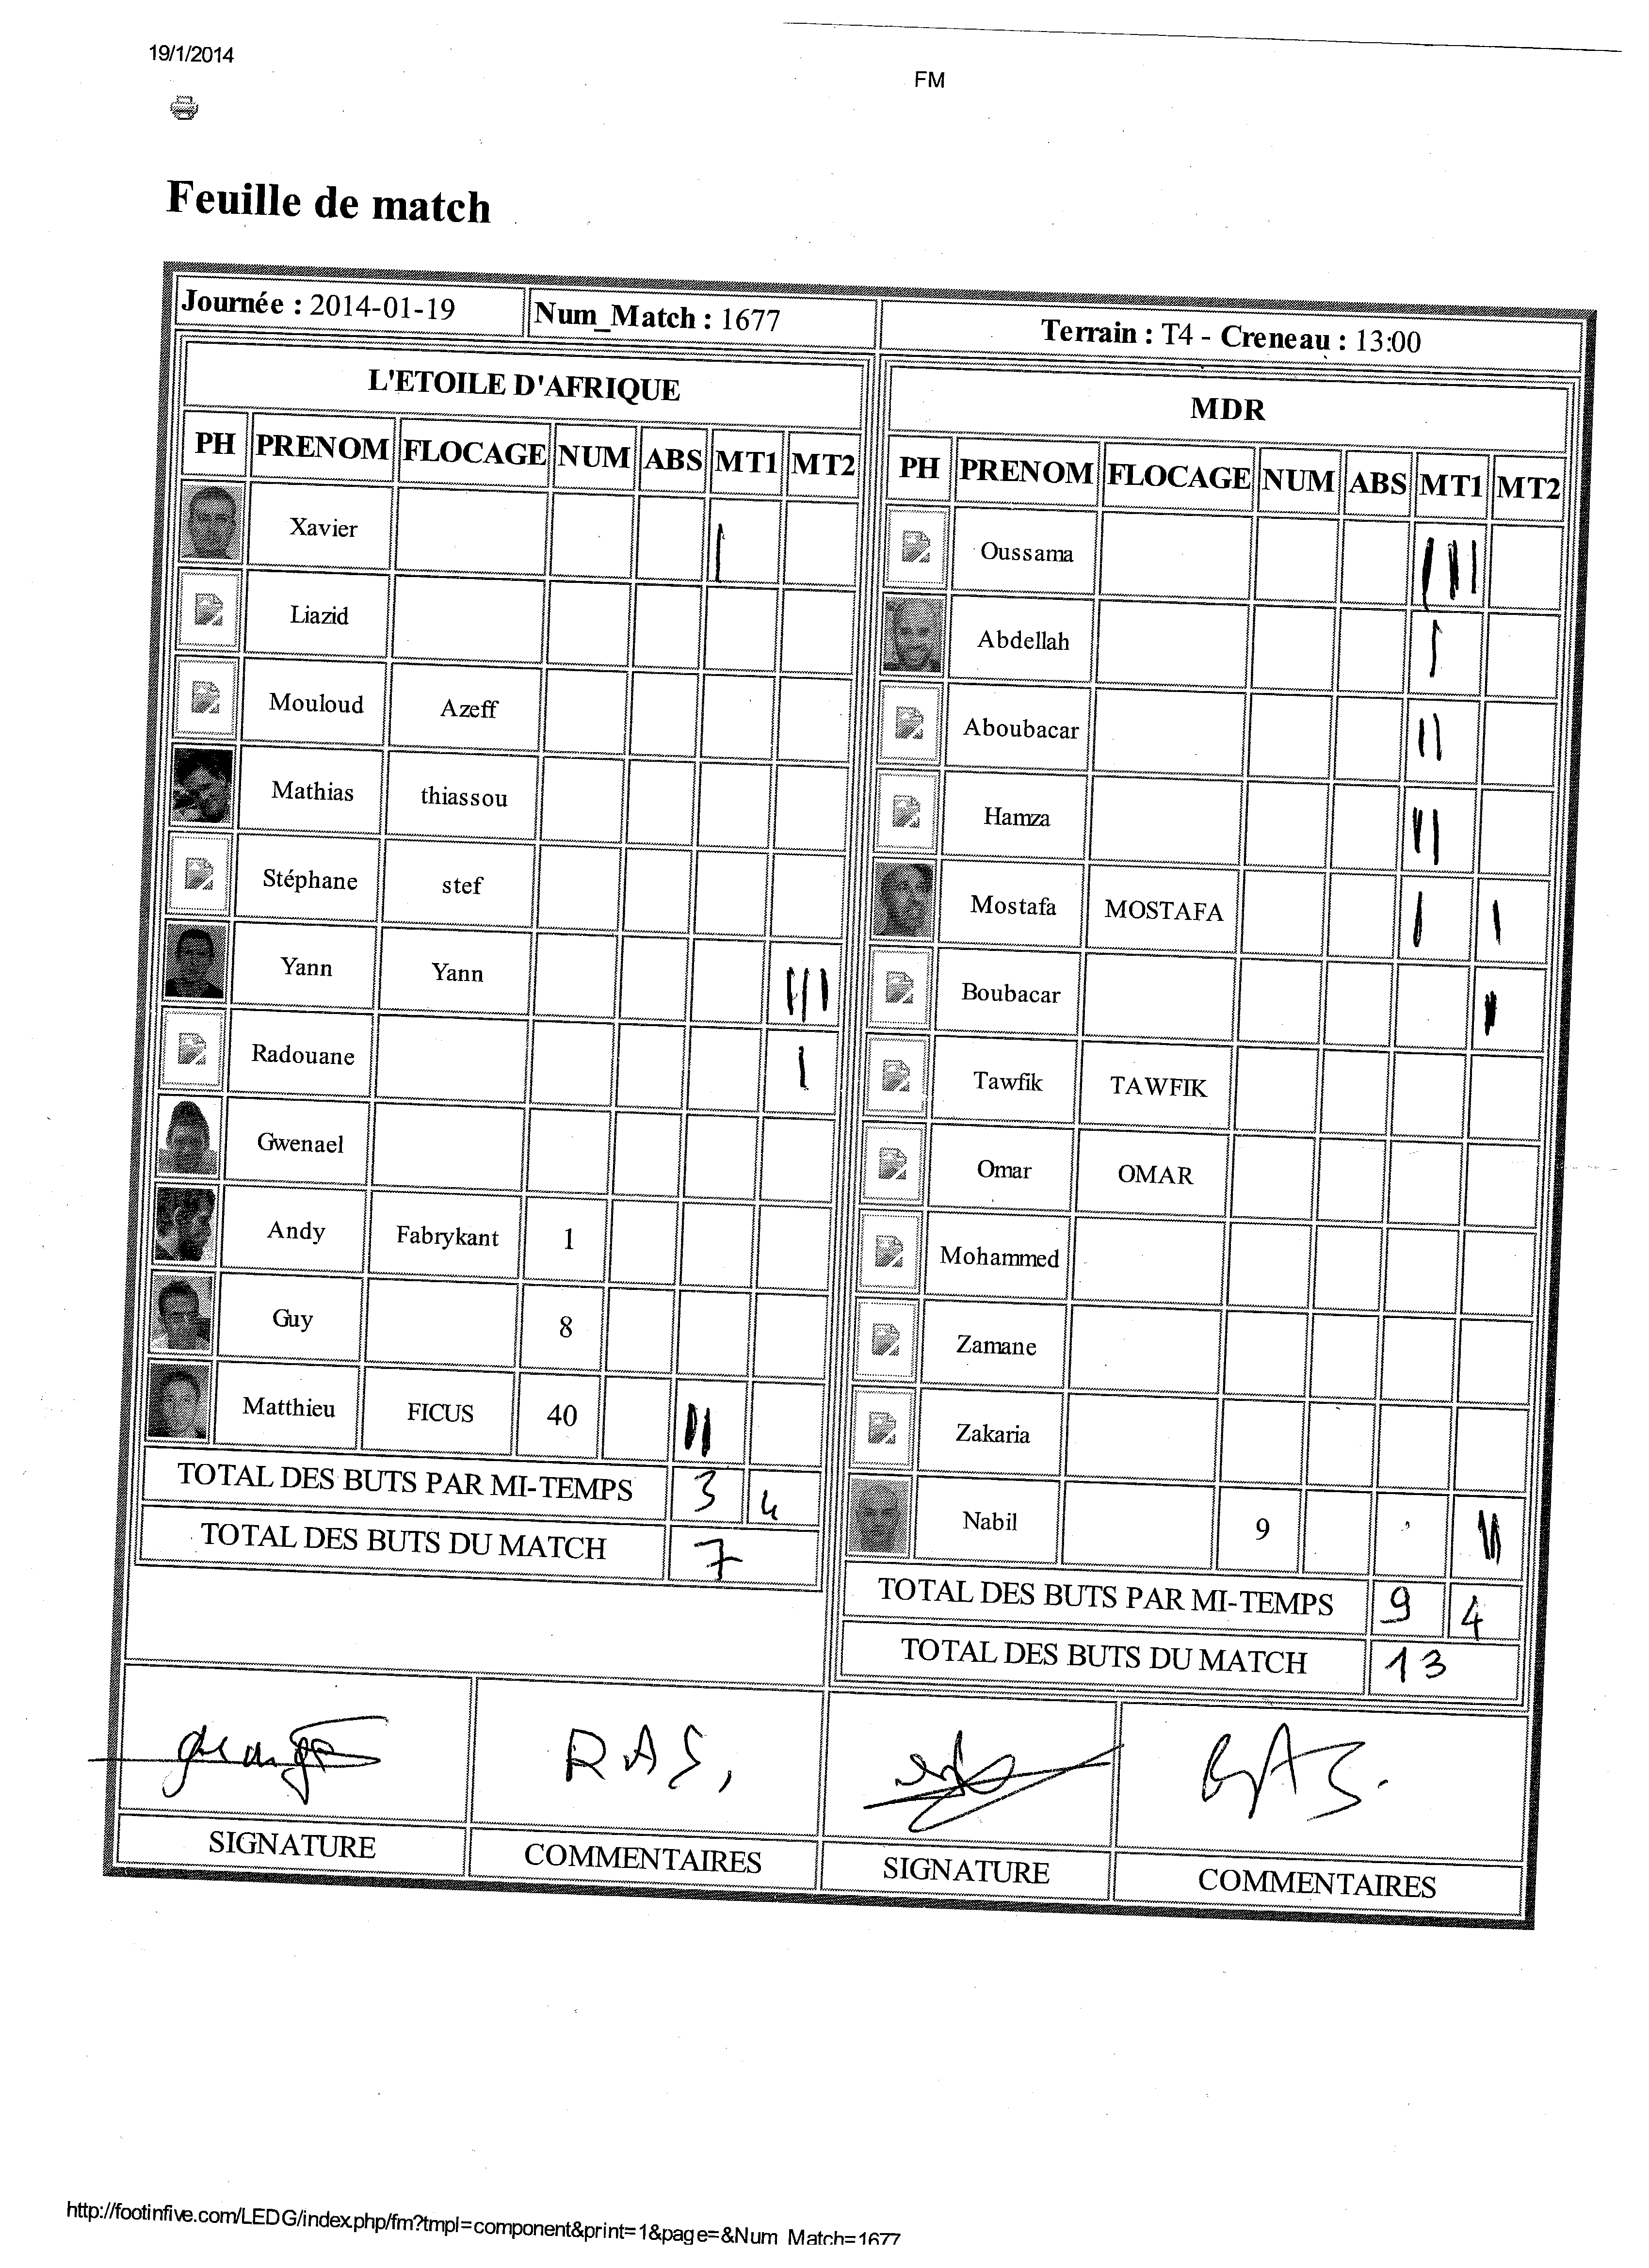 19/1/2014
FM
Feuille de match
Journée : 2014-01-19 Num_Match : 1677 Terrain : T4 - Creneau : 13:00
L'ETOILE D'AFRIQUE
PH PRENOM FLOCAGE NUM ABS MT1 MT2
Xavier I
Liazid
Mouloud Azeff
Mathias thiassou
Stéphane stef
Yann Yann III
Radouane I
Gwenael
Andy Fabrykant 1
Guy 8
Matthieu FICUS 40 II
TOTAL DES BUTS PAR MI-TEMPS 3 4
TOTAL DES BUTS DU MATCH 7
MDR
PH PRENOM FLOCAGE NUM ABS MT1 MT2
Oussama III
Abdellah I
Aboubacar II
Hamza II
Mostafa MOSTAFA I I
Boubacar I
Tawfik TAWFIK
Omar OMAR
Mohammed
Zamane
Zakaria
Nabil 9 II
TOTAL DES BUTS PAR MI-TEMPS 9 4
TOTAL DES BUTS DU MATCH 13
RAS,
RAS.
SIGNATURE COMMENTAIRES SIGNATURE COMMENTAIRES
http://footinfive.com/LEDG/index.php/fm?tmpl=component&print=1&page=&Num_Match=1677